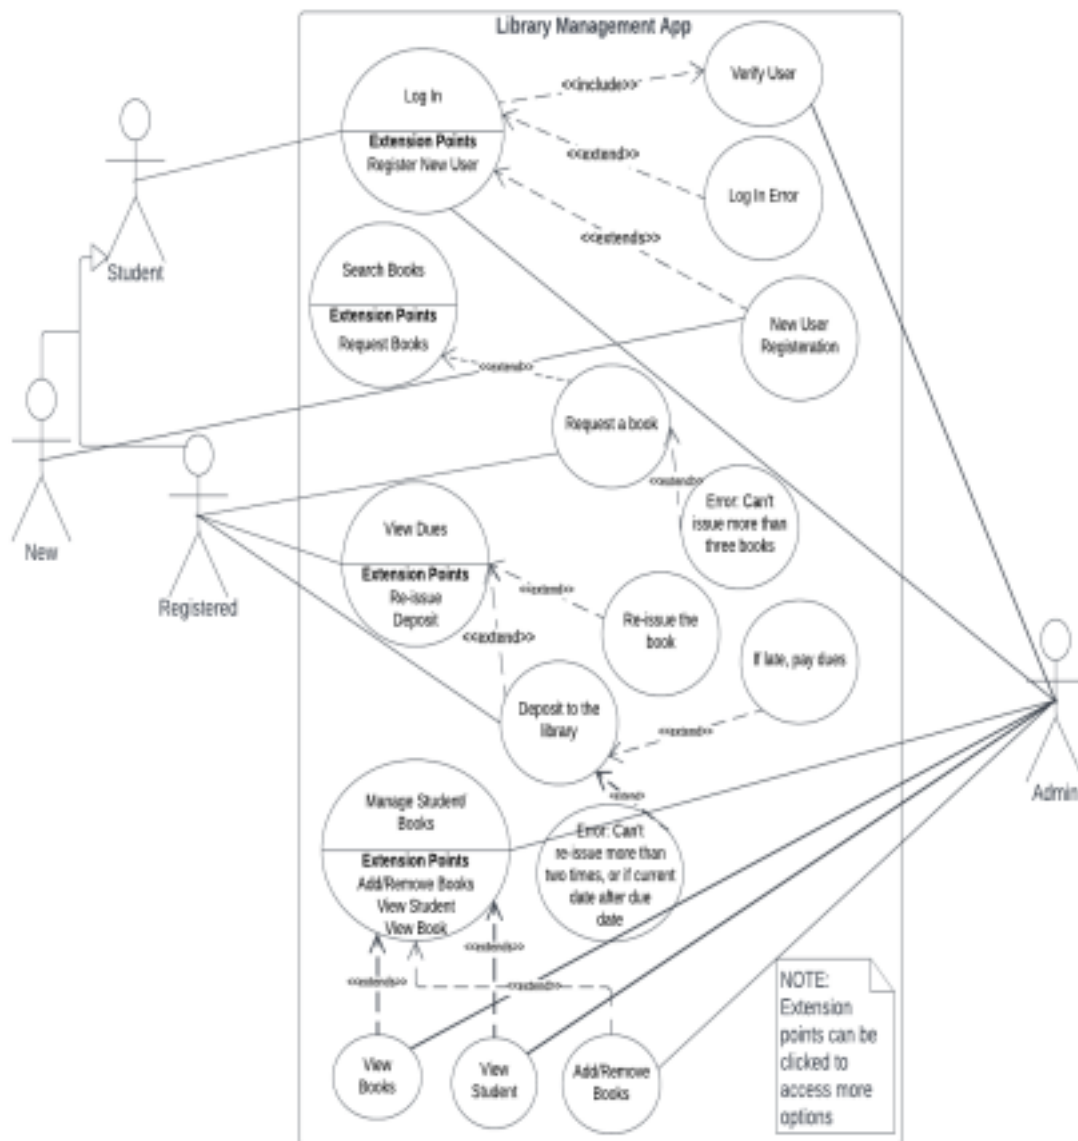 Library Management App
Log In
Extension Points
Register New User
<<include>>
Verify User
<<extend>>
Log In Error
<<extends>>
New User
Registeration
Student
Search Books
Extension Points
Request Books
<<extend>>
Request a book
<<extend>>
Error: Can't
issue more than
three books
New
Registered
View Dues
Extension Points
Re-issue
Deposit
<<extend>>
Re-issue the
book
<<extend>>
If late, pay dues
Deposit to the
library
<<extend>>
Admin
Manage Student/
Books
Extension Points
Add/Remove Books
View Student
View Book
<<extend>>
Error: Can't
re-issue more than
two times, or if current
date after due
date
<<extends>>
<<extends>>
<<extend>>
View
Books
View
Student
Add/Remove
Books
NOTE:
Extension
points can be
clicked to
access more
options